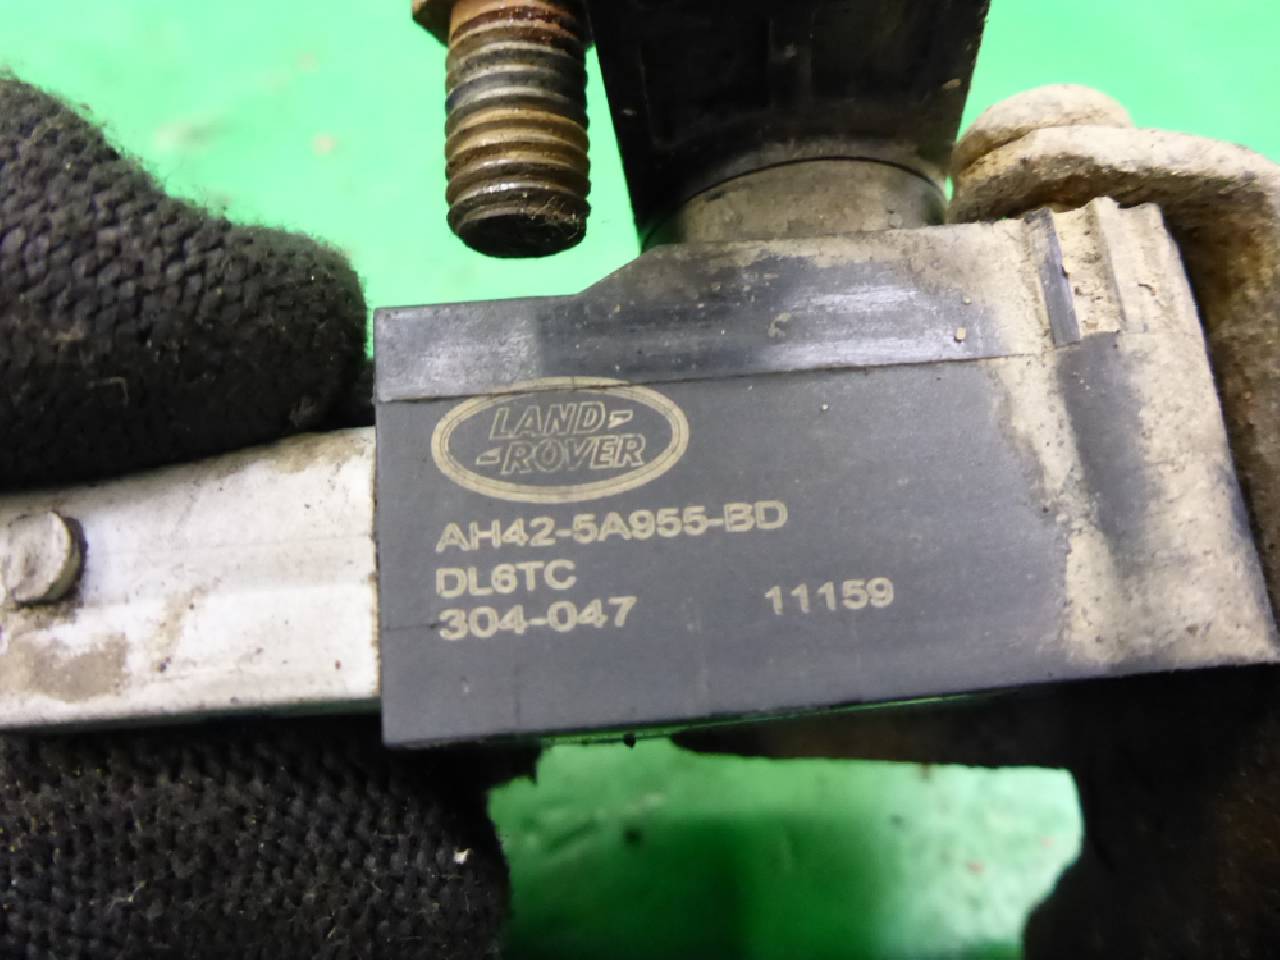 LAND-
-ROVER
AH42-5A955-BD
DL6TC
304-047 11159